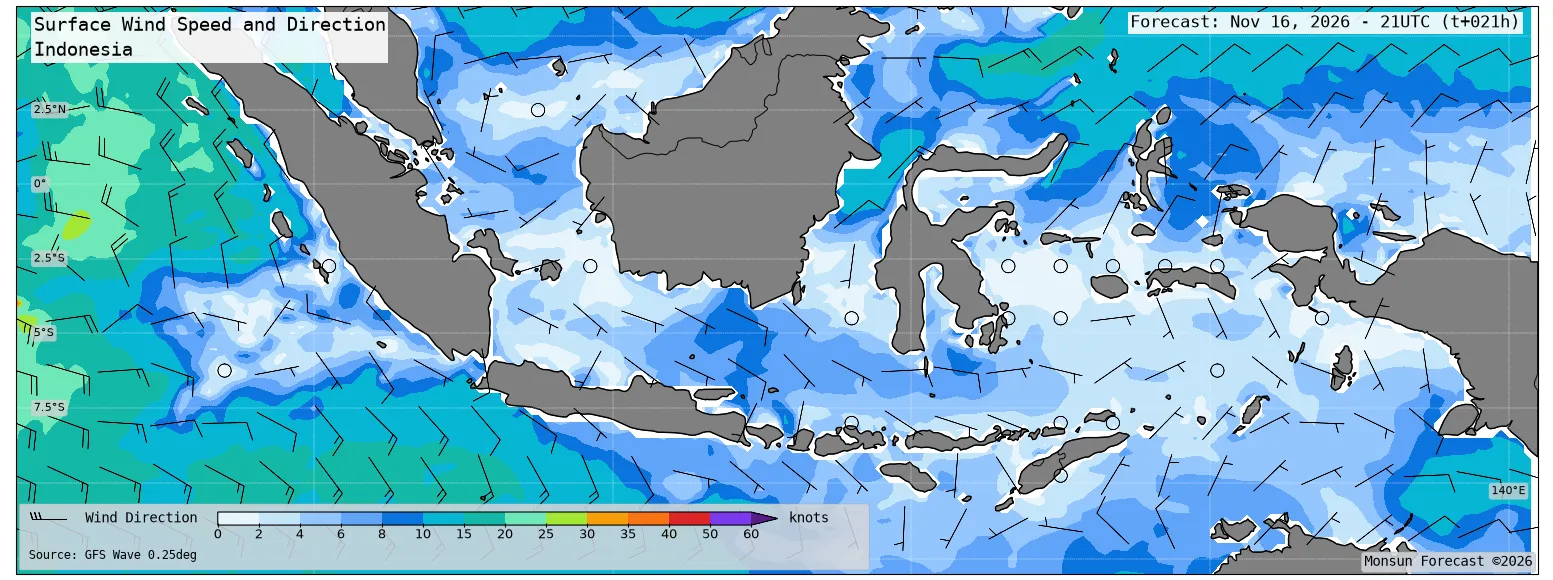 Surface Wind Speed and Direction
Indonesia
Forecast: Nov 16, 2026 - 21UTC (t+021h)
2.5°N
0°
2.5°S
5°S
7.5°S
140°E
Wind Direction
0 2 4 6 8 10 15 20 25 30 35 40 50 60
knots
Source: GFS Wave 0.25deg
Monsun Forecast ©2026